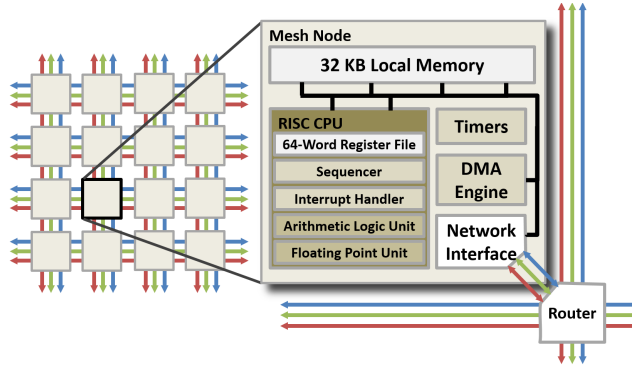 Mesh Node
32 KB Local Memory
RISC CPU
64-Word Register File
Sequencer
Interrupt Handler
Arithmetic Logic Unit
Floating Point Unit
Timers
DMA
Engine
Network
Interface
Router